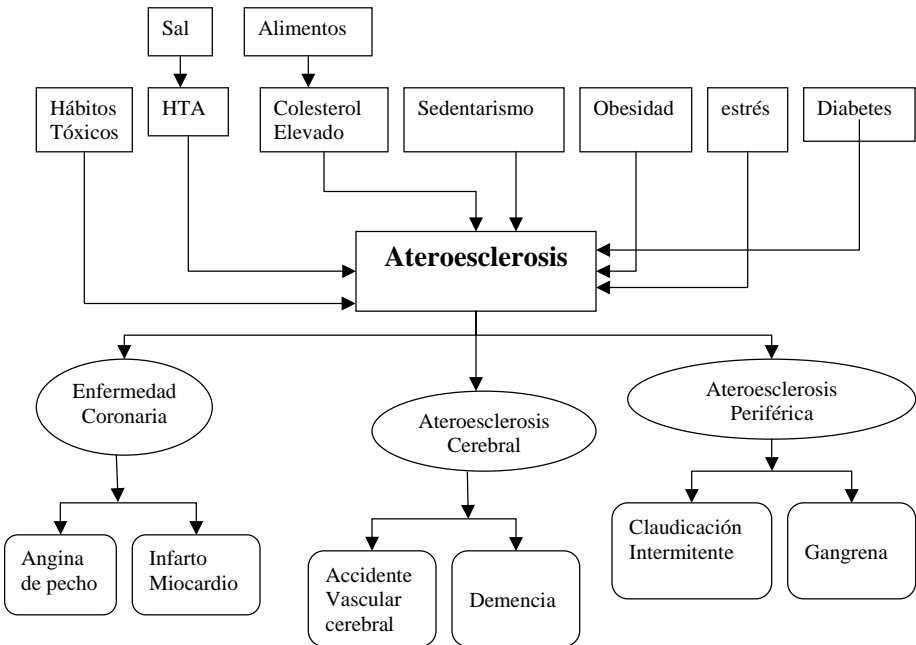 Sal
Alimentos
Hábitos
Tóxicos
HTA
Colesterol
Elevado
Sedentarismo
Obesidad
estrés
Diabetes
Ateroesclerosis
Enfermedad
Coronaria
Ateroesclerosis
Cerebral
Ateroesclerosis
Periférica
Angina
de pecho
Infarto
Miocardio
Accidente
Vascular
cerebral
Demencia
Claudicación
Intermitente
Gangrena